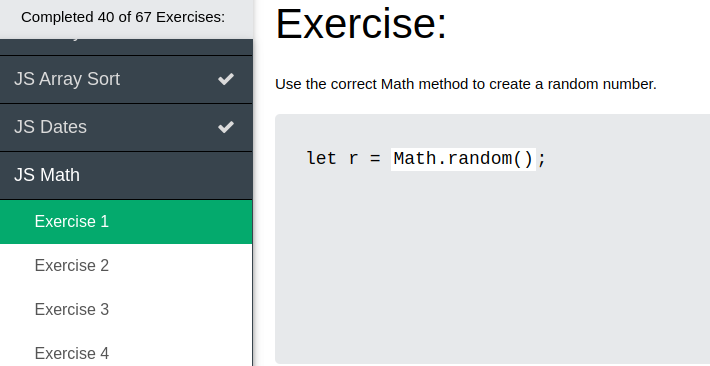 Completed 40 of 67 Exercises:
JS Array Sort
JS Dates
JS Math
Exercise 1
Exercise 2
Exercise 3
Exercise 4
Exercise:
Use the correct Math method to create a random number.
let r = Math.random();